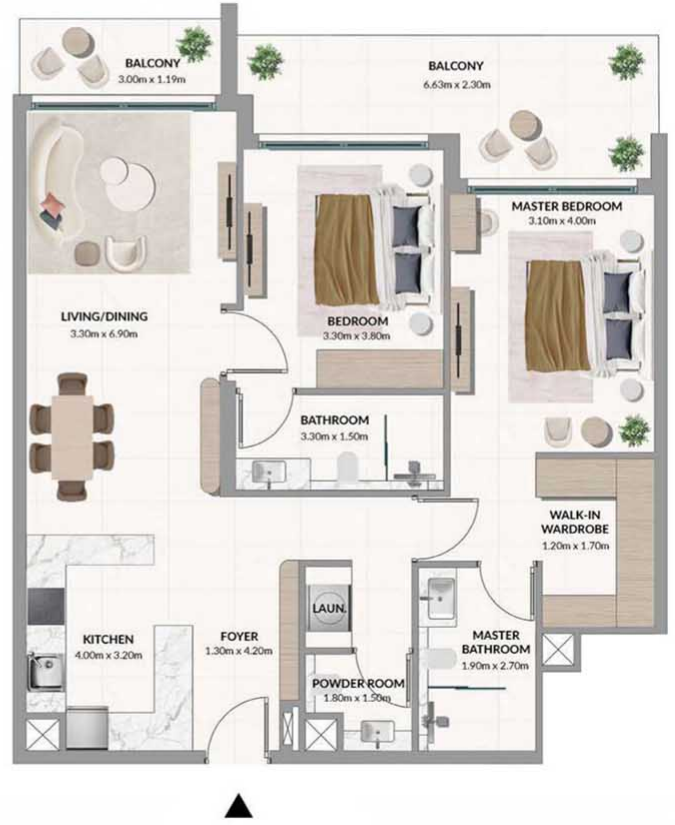 BALCONY
3.00m x 1.19m
BALCONY
6.63m x 2.30m
MASTER BEDROOM
3.10m x 4.00m
LIVING/DINING
3.30m x 6.90m
BEDROOM
3.30m x 3.80m
BATHROOM
3.30m x 1.50m
WALK-IN
WARDROBE
1.20m x 1.70m
LAUN.
KITCHEN
4.00m x 3.20m
FOYER
1.30m x 4.20m
MASTER
BATHROOM
1.90m x 2.70m
POWDER ROOM
1.80m x 1.50m